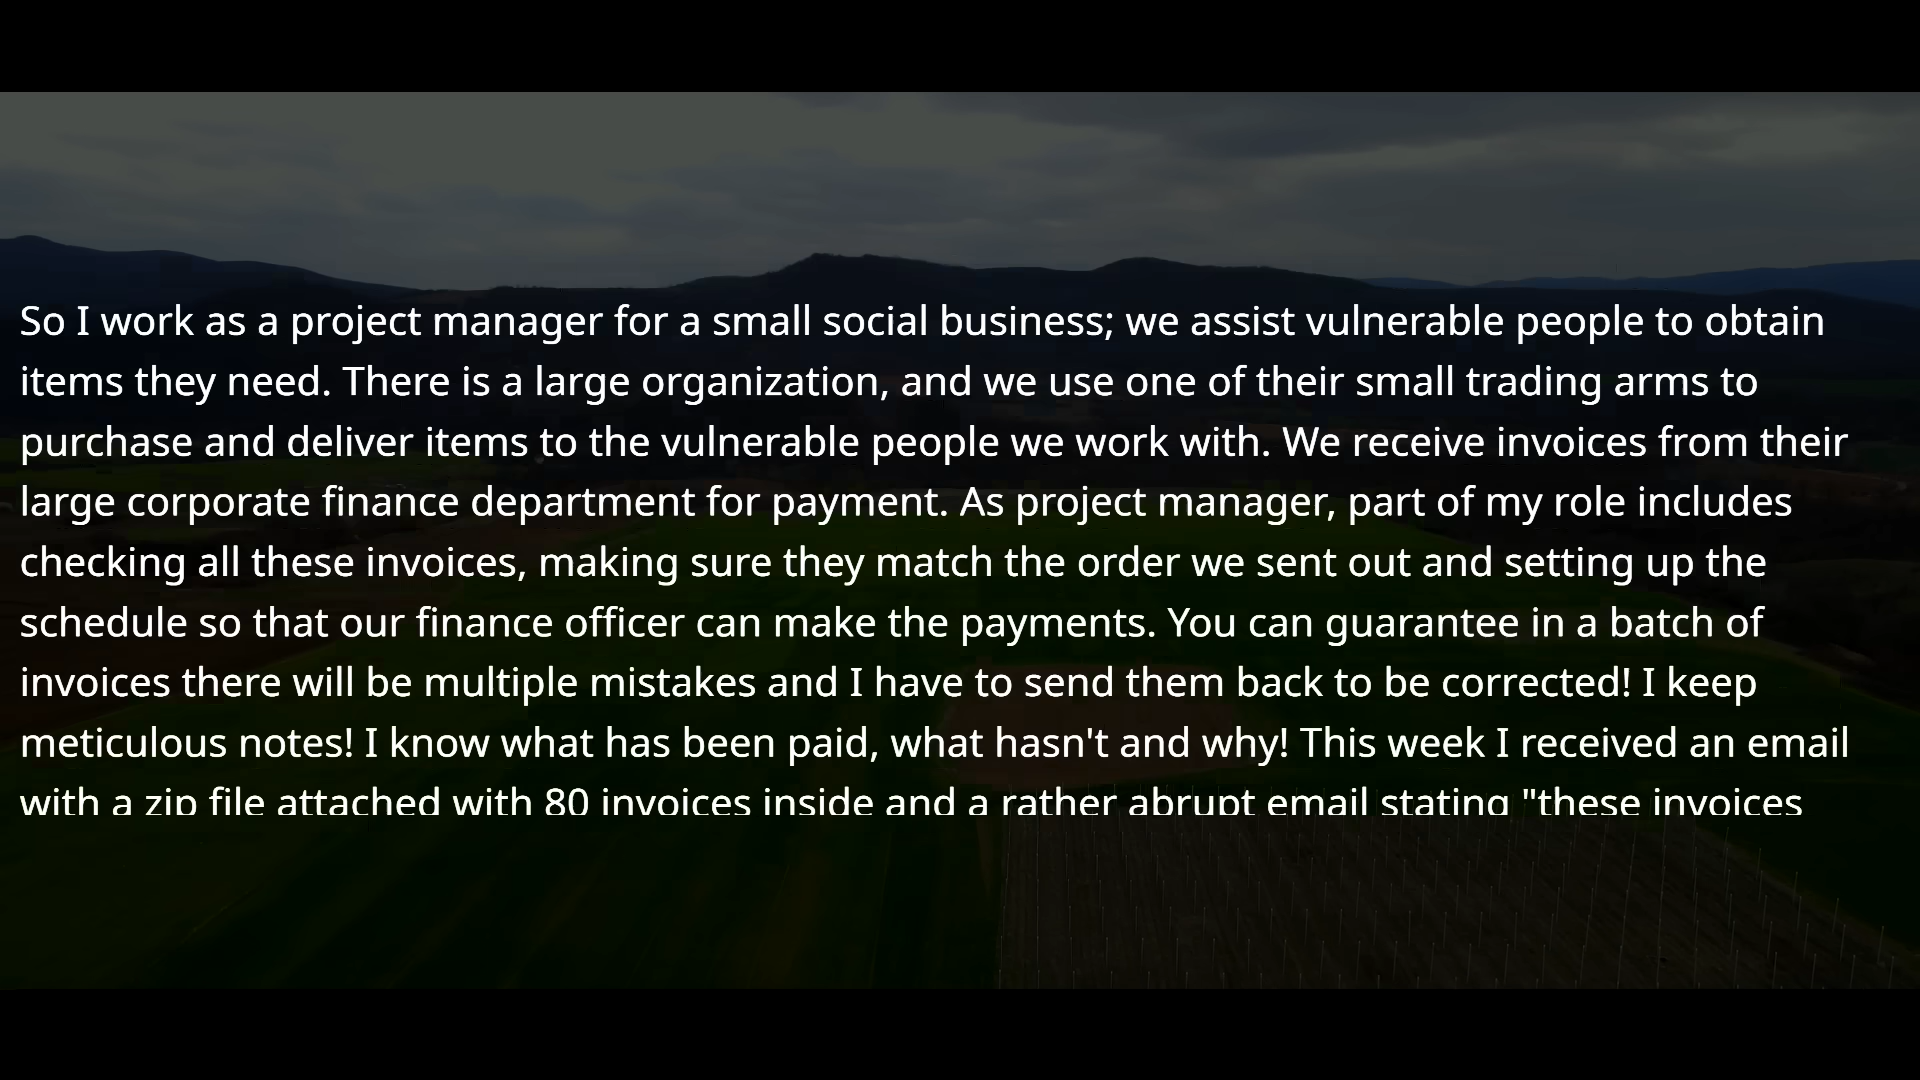 So I work as a project manager for a small social business; we assist vulnerable people to obtain
items they need. There is a large organization, and we use one of their small trading arms to
purchase and deliver items to the vulnerable people we work with. We receive invoices from their
large corporate finance department for payment. As project manager, part of my role includes
checking all these invoices, making sure they match the order we sent out and setting up the
schedule so that our finance officer can make the payments. You can guarantee in a batch of
invoices there will be multiple mistakes and I have to send them back to be corrected! I keep
meticulous notes! I know what has been paid, what hasn't and why! This week I received an email
with a zip file attached with 80 invoices inside and a rather abrupt email stating "these invoices